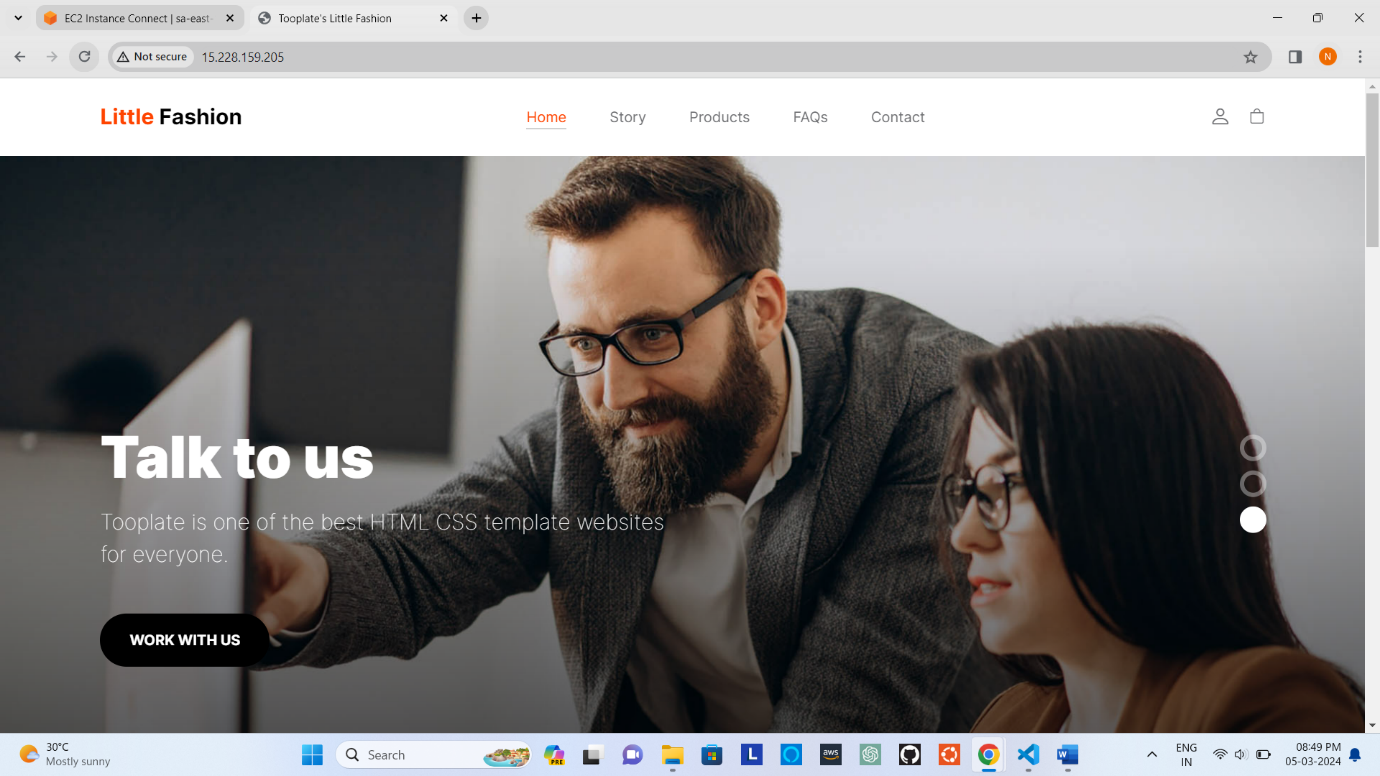 EC2 Instance Connect | sa-east-
Tooplate's Little Fashion
Not secure
15.228.159.205
N
Little Fashion
Home
Story
Products
FAQs
Contact
Talk to us
Tooplate is one of the best HTML CSS template websites
for everyone.
WORK WITH US
30°C
Mostly sunny
Search
PRE
L
aws
W
ENG
IN
08:49 PM
05-03-2024